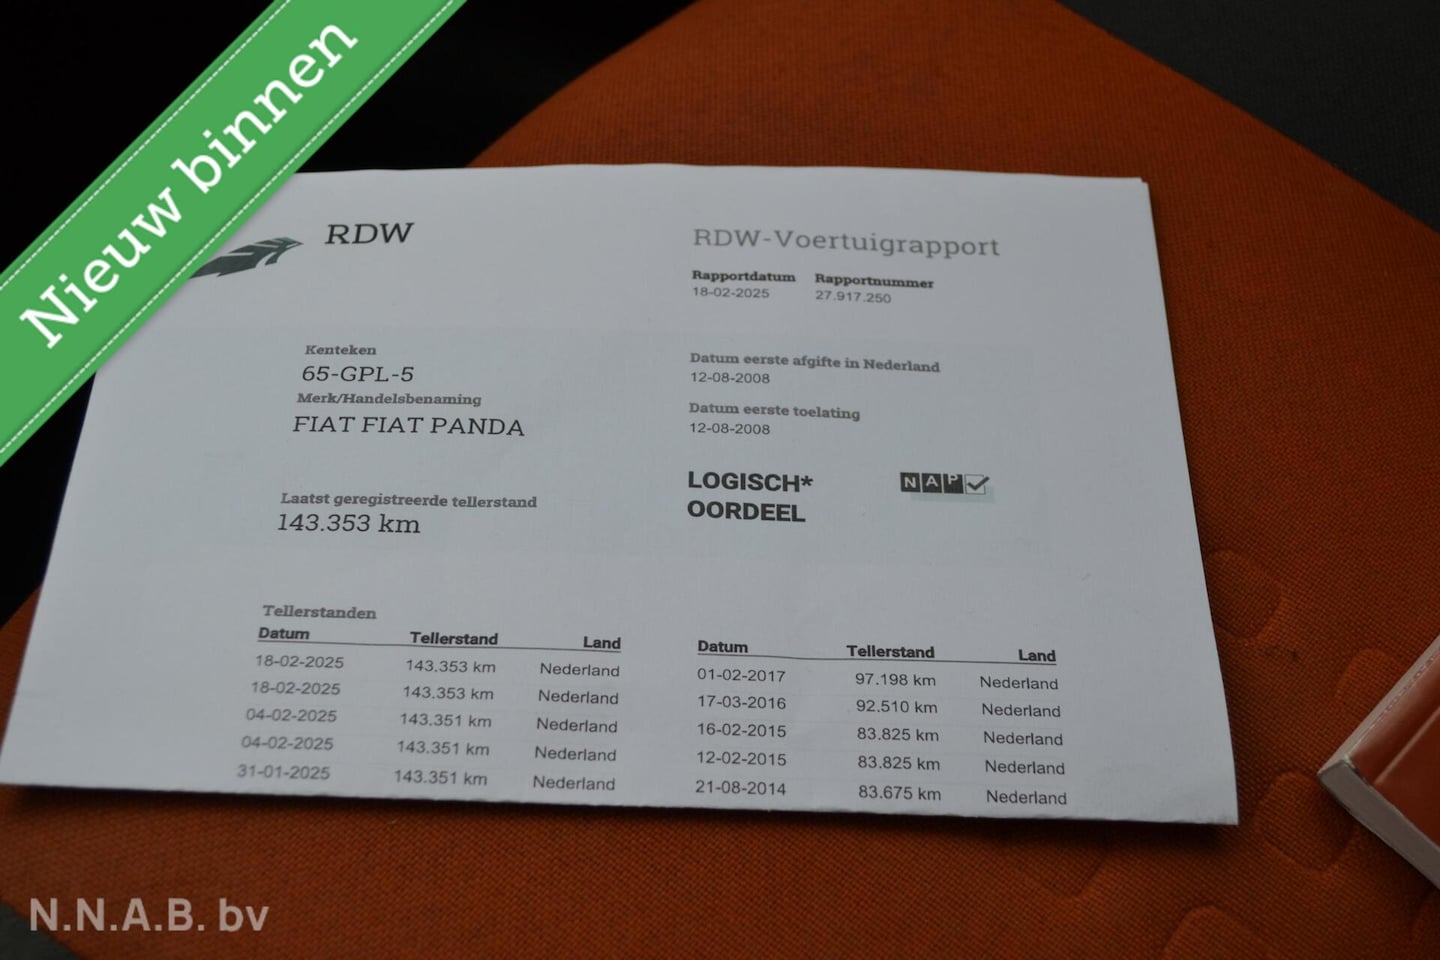 Nieuw binnen
RDW
RDW-Voertuigrapport
Rapportdatum Rapportnummer
18-02-2025 27.917.250
Kenteken
65-GPL-5
Merk/Handelsbenaming
FIAT FIAT PANDA
Datum eerste afgifte in Nederland
12-08-2008
Datum eerste toelating
12-08-2008
Laatst geregistreerde tellerstand
143.353 km
LOGISCH*
OORDEEL
NAP
Tellerstanden
Datum Tellerstand Land
18-02-2025 143.353 km Nederland
18-02-2025 143.353 km Nederland
04-02-2025 143.351 km Nederland
04-02-2025 143.351 km Nederland
31-01-2025 143.351 km Nederland
Datum Tellerstand Land
01-02-2017 97.198 km Nederland
17-03-2016 92.510 km Nederland
16-02-2015 83.825 km Nederland
12-02-2015 83.825 km Nederland
21-08-2014 83.675 km Nederland
N.N.A.B. bv